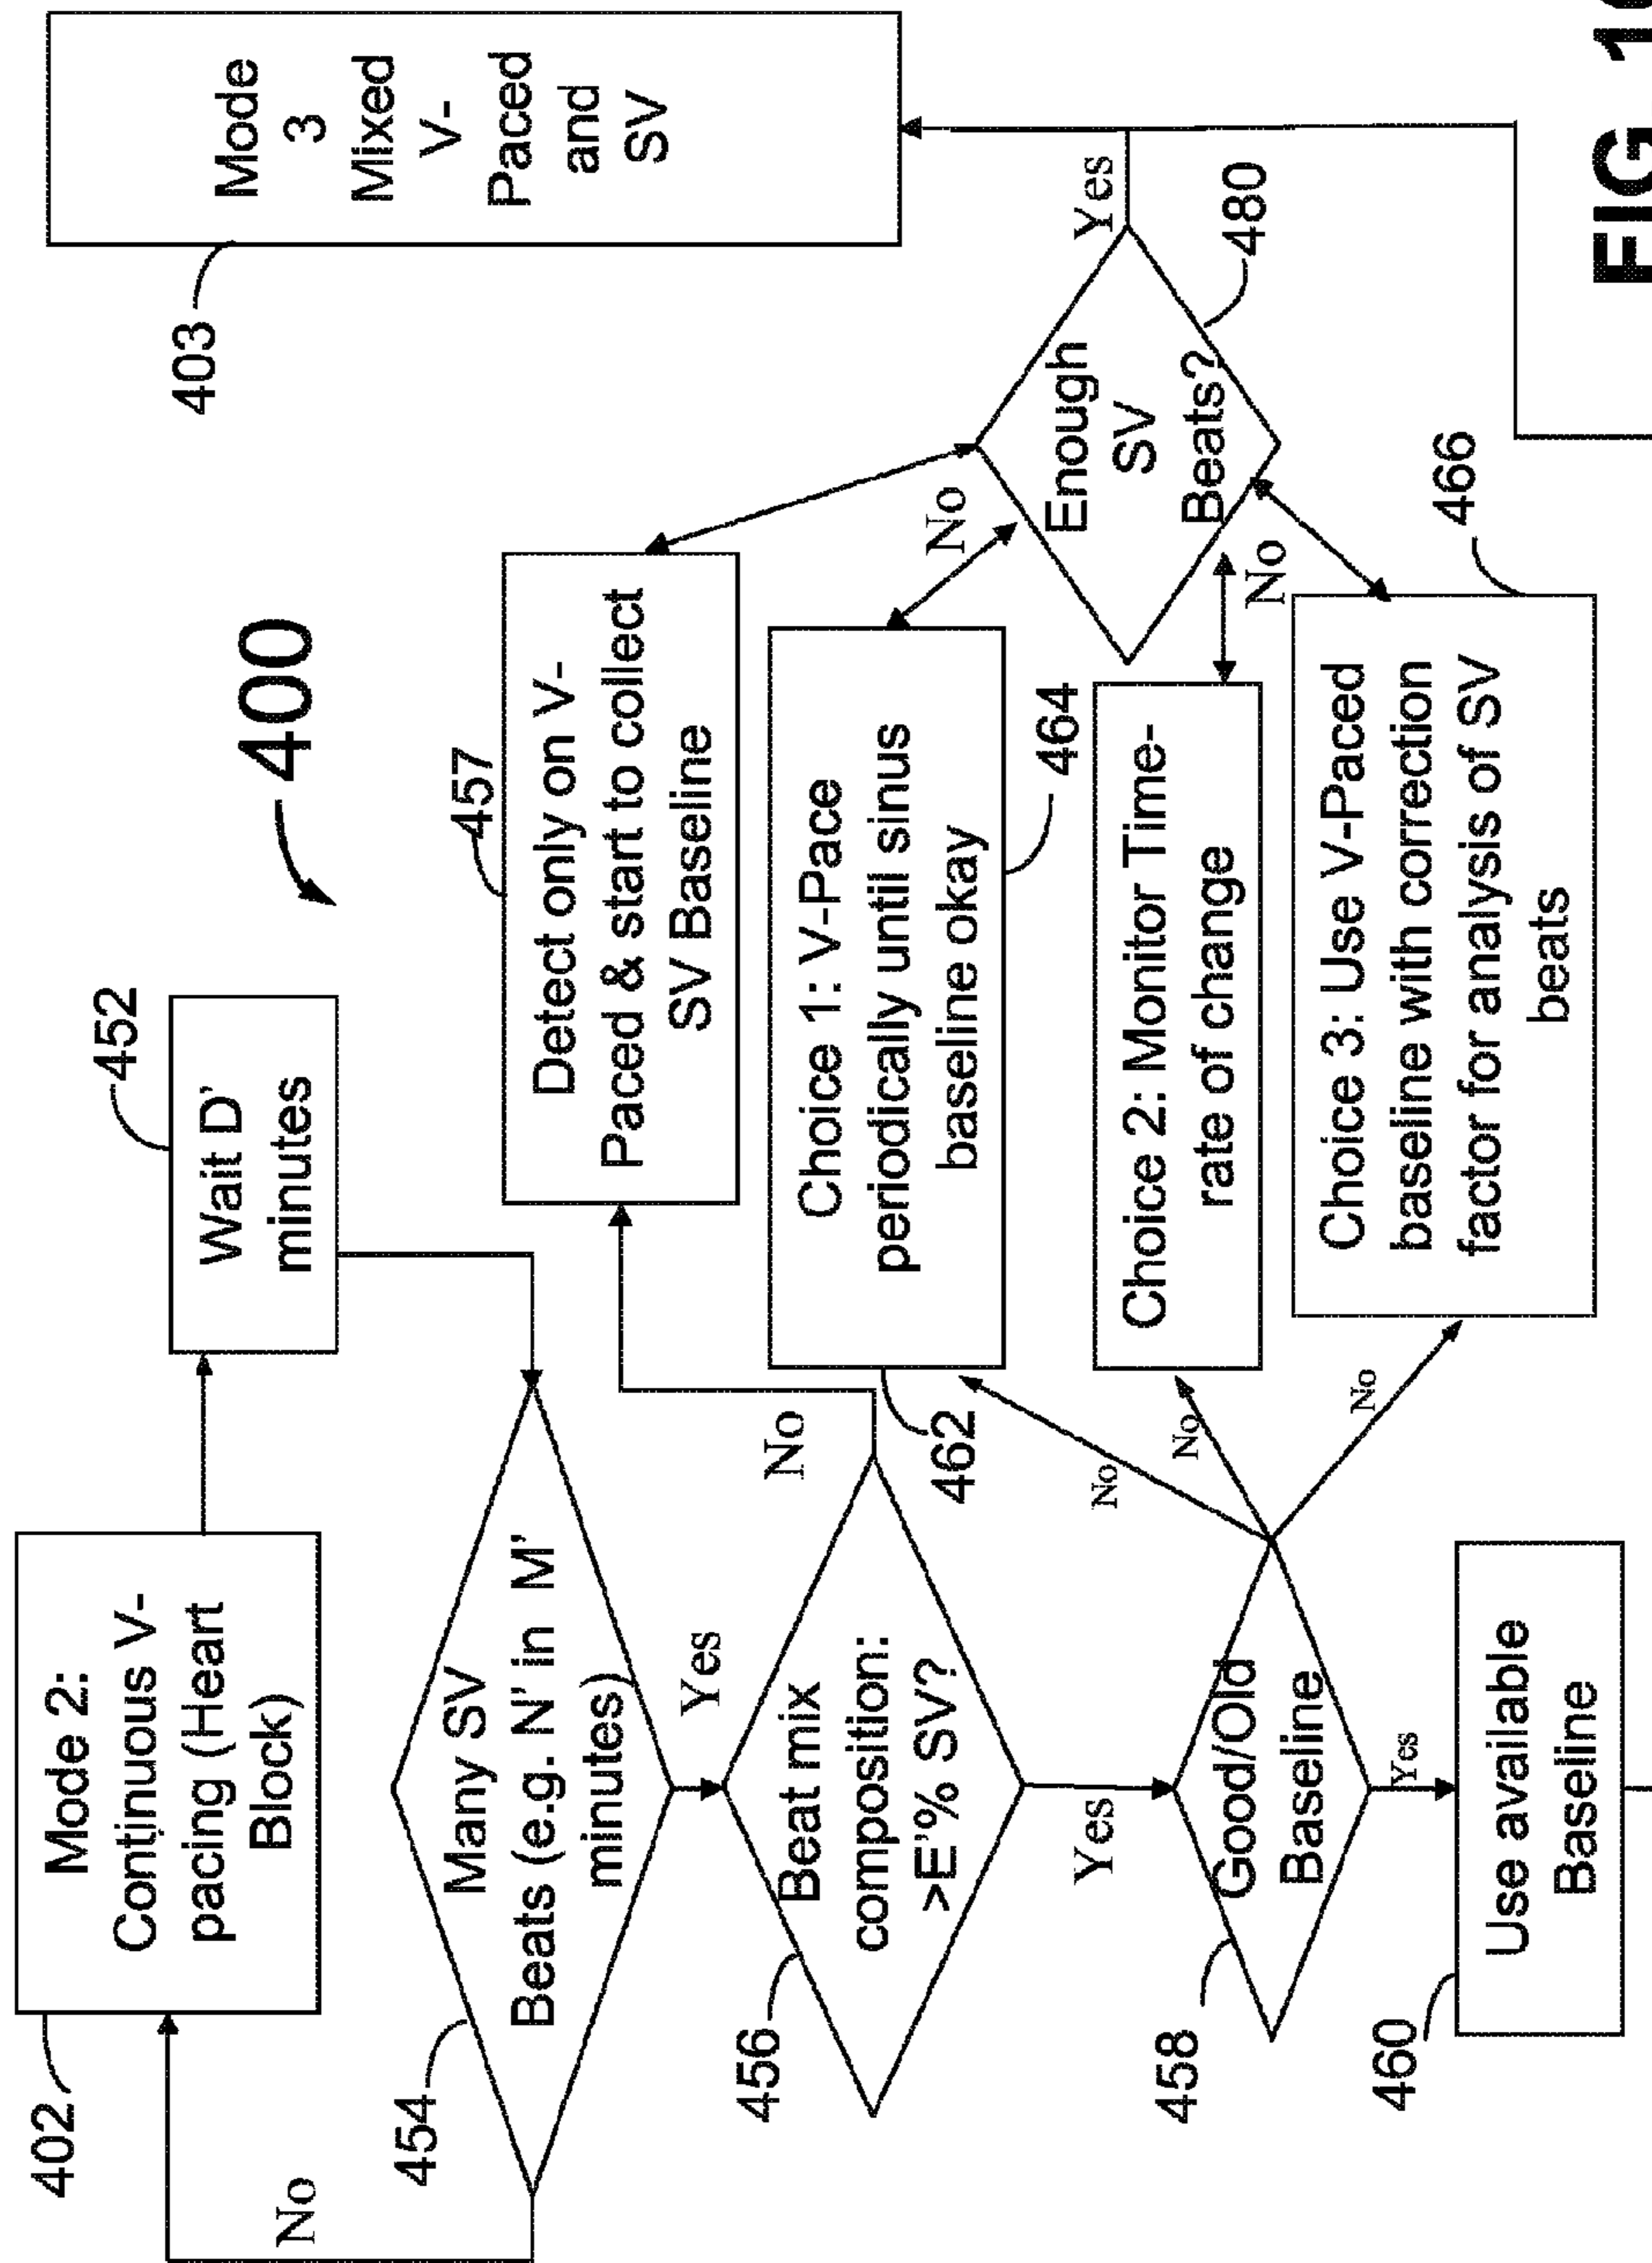 400
402
Mode 2:
Continuous V-
pacing (Heart
Block)
452
Wait D'
minutes
403
Mode
3
Mixed
V-
Paced
and
SV
No
454
Many SV
Beats (e.g. N' in M'
minutes)
Yes
457
Detect only on V-
Paced & start to collect
SV Baseline
456
Beat mix
composition:
>E'% SV?
No
Yes
462
Choice 1: V-Pace
periodically until sinus
baseline okay
No
Enough
SV
Beats?
Yes
480
464
Choice 2: Monitor Time-
rate of change
No
458
Good/Old
Baseline
No
No
No
Yes
466
Choice 3: Use V-Paced
baseline with correction
factor for analysis of SV
beats
460
Use available
Baseline
FIG